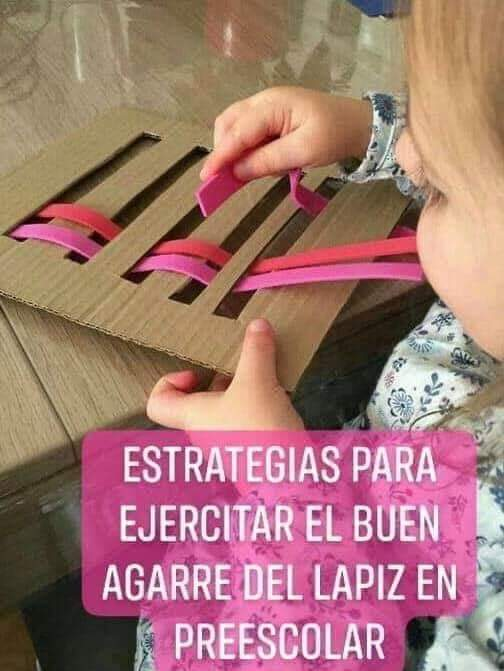 ESTRATEGIAS PARA
EJERCITAR EL BUEN
AGARRE DEL LAPIZ EN
PREESCOLAR